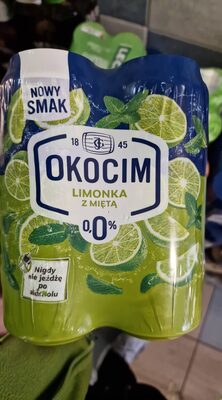 NOWY
SMAK
18 45
OKOCIM
LIMONKA
Z MIĘTĄ
0,0%
Nigdy
nie jeżdżę
po
alkoholu